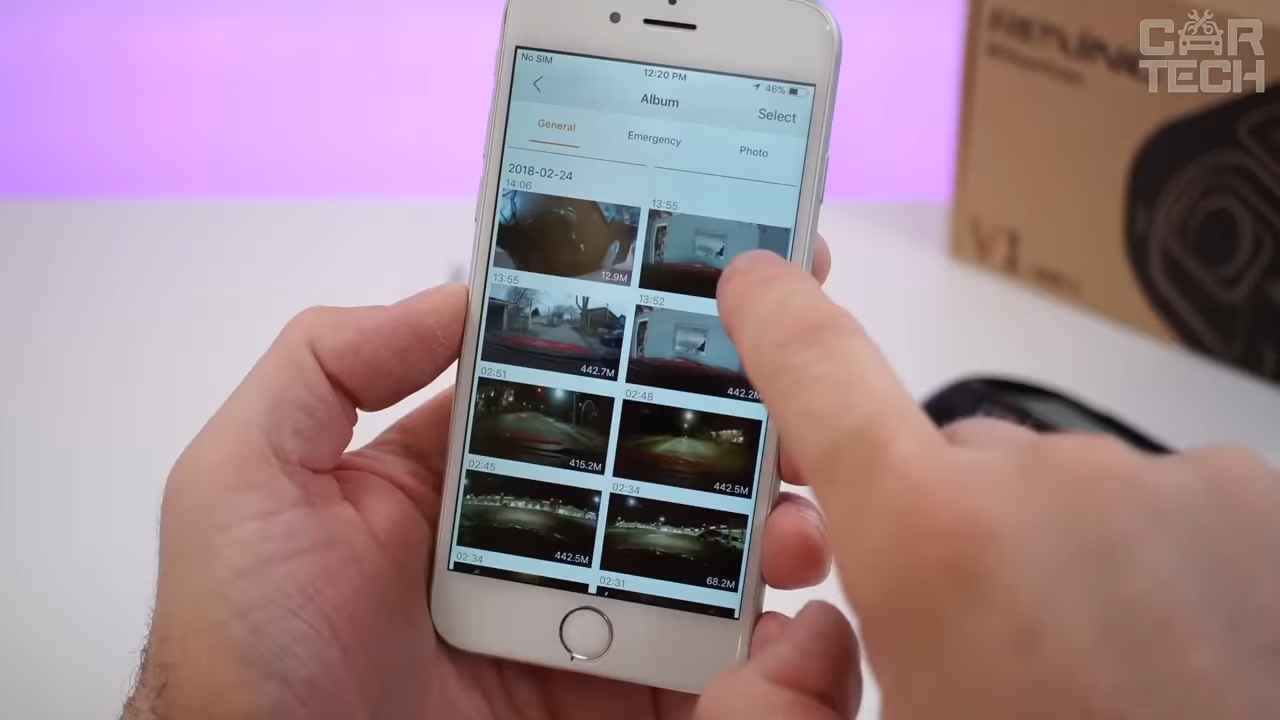 CAR
TECH
No SIM
12:20 PM
46%
Album
Select
General
Emergency
Photo
2018-02-24
14:06
13:55
12.9M
13:55
13:52
442.7M
442.2M
02:51
02:48
415.2M
442.5M
02:45
02:34
442.5M
68.2M
02:34
02:31
V1